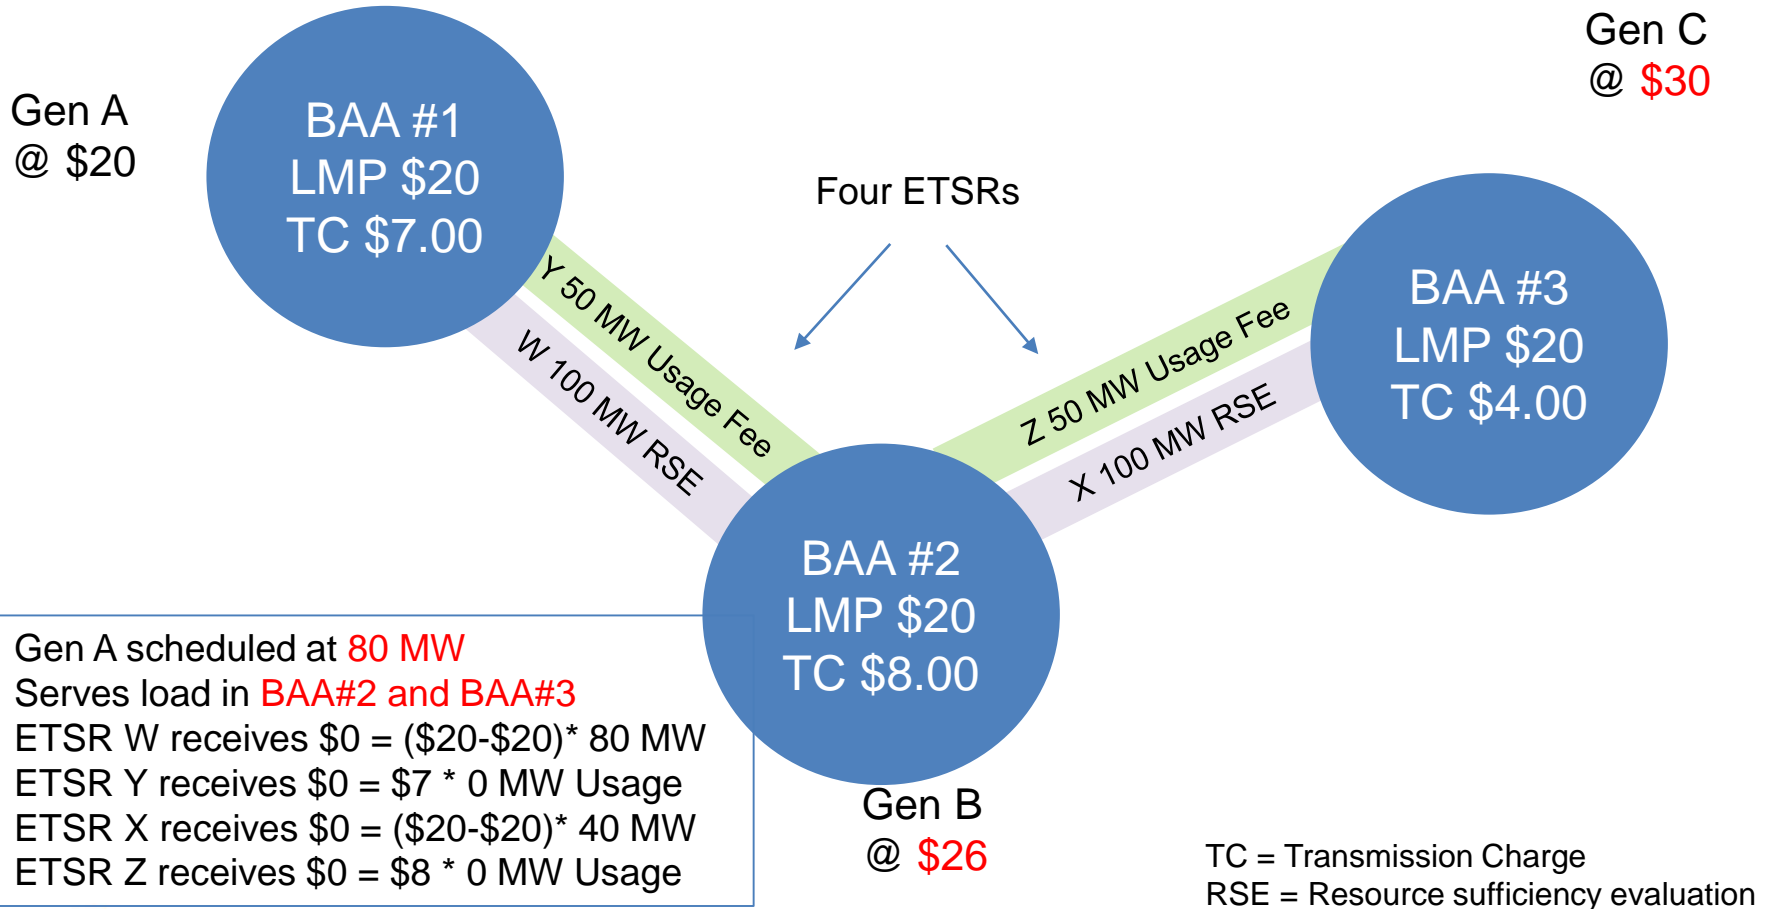 Gen A
@ $20
BAA #1
LMP $20
TC $7.00
Four ETSRs
Gen C
@ $30
BAA #3
LMP $20
TC $4.00
Y 50 MW Usage Fee
W 100 MW RSE
Z 50 MW Usage Fee
X 100 MW RSE
BAA #2
LMP $20
TC $8.00
Gen B
@ $26
Gen A scheduled at 80 MW
Serves load in BAA#2 and BAA#3
ETSR W receives $0 = ($20-$20)* 80 MW
ETSR Y receives $0 = $7 * 0 MW Usage
ETSR X receives $0 = ($20-$20)* 40 MW
ETSR Z receives $0 = $8 * 0 MW Usage
TC = Transmission Charge
RSE = Resource sufficiency evaluation